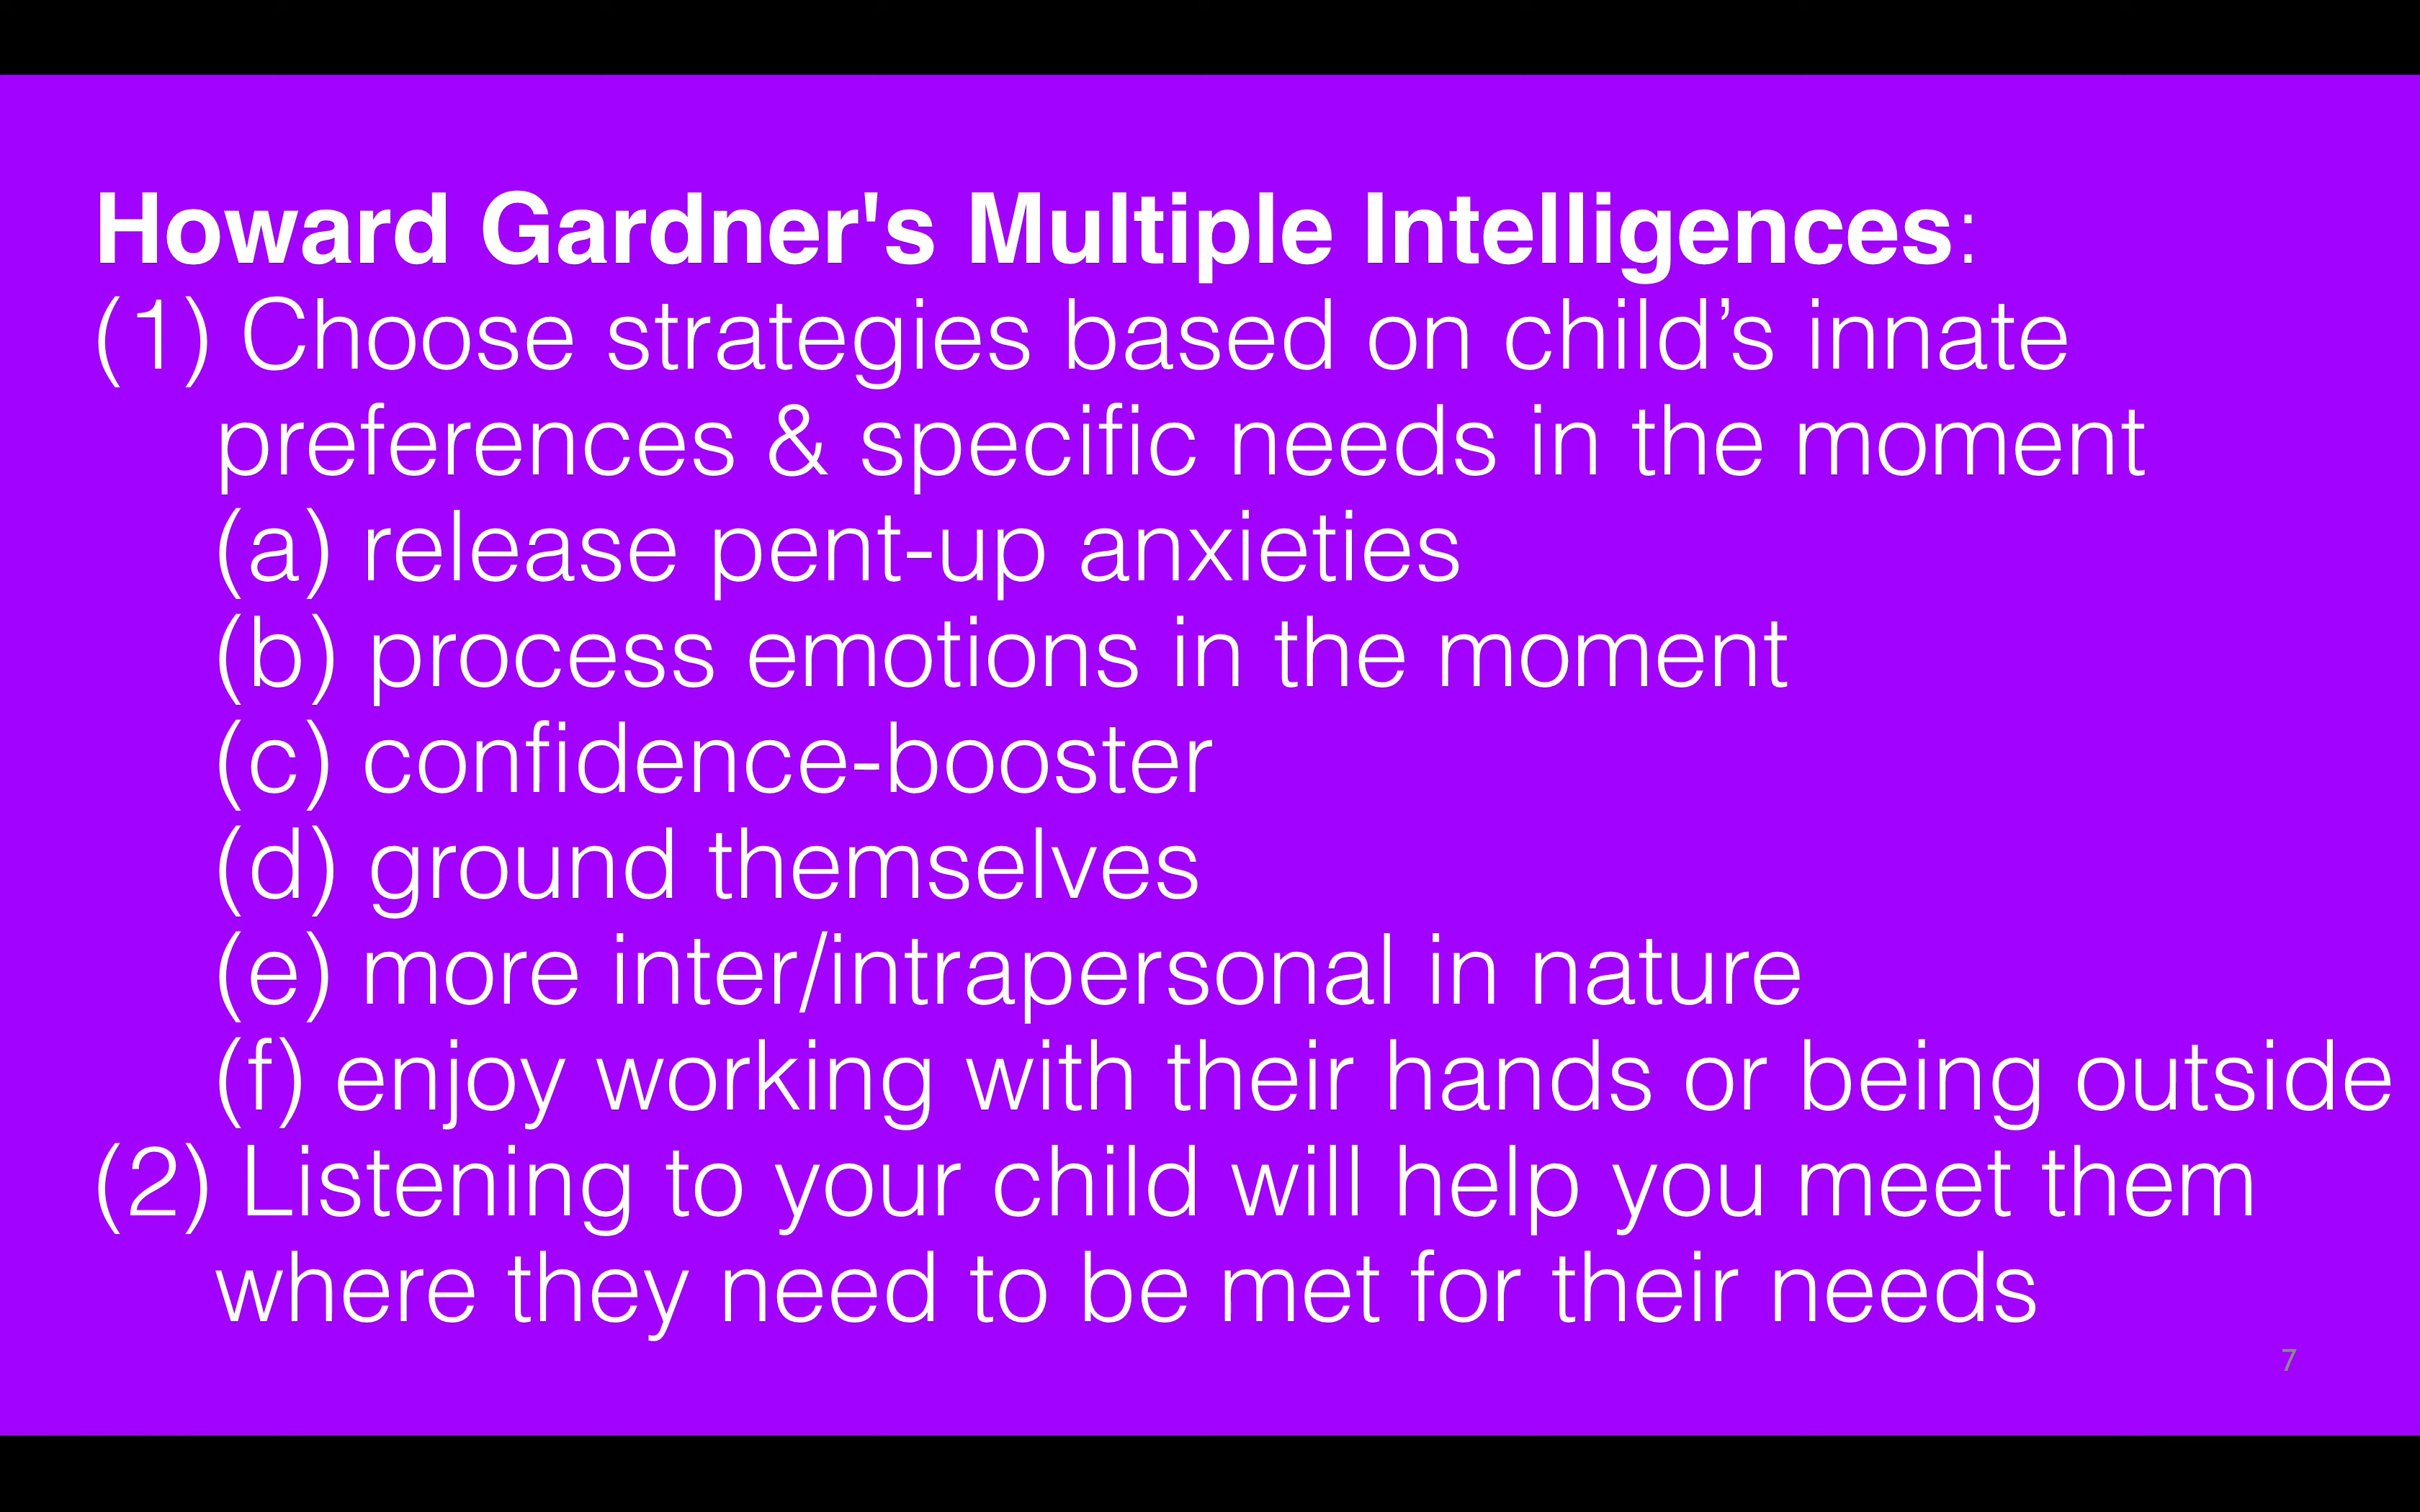 Howard Gardner's Multiple Intelligences:
(1) Choose strategies based on child’s innate
preferences & specific needs in the moment
(a) release pent-up anxieties
(b) process emotions in the moment
(c) confidence-booster
(d) ground themselves
(e) more inter/intrapersonal in nature
(f) enjoy working with their hands or being outside
(2) Listening to your child will help you meet them
where they need to be met for their needs
7